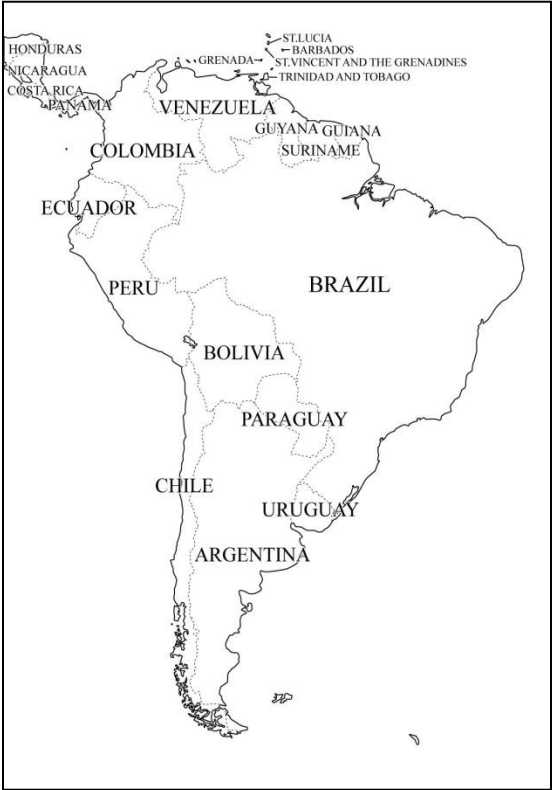 HONDURAS
NICARAGUA
COSTA RICA
PANAMA
ST.LUCIA
BARBADOS
GRENADA
ST.VINCENT AND THE GRENADINES
TRINIDAD AND TOBAGO
VENEZUELA
GUYANA
GUIANA
SURINAME
COLOMBIA
ECUADOR
PERU
BRAZIL
BOLIVIA
PARAGUAY
CHILE
URUGUAY
ARGENTINA